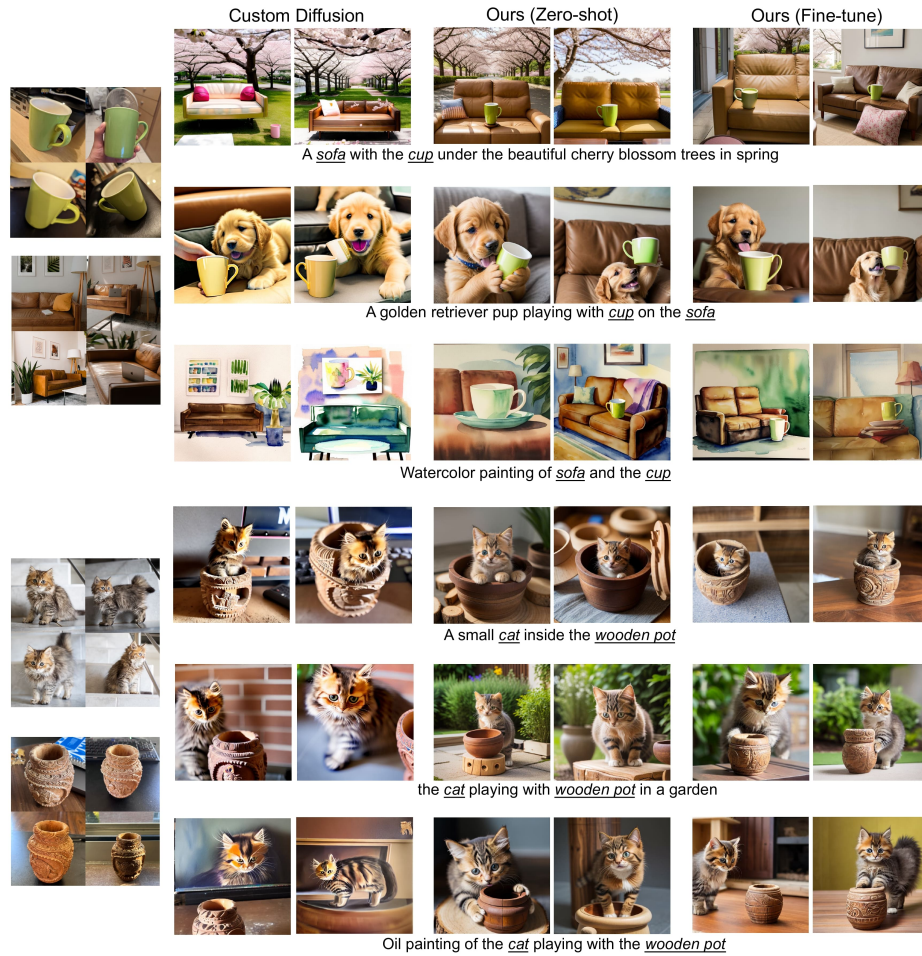 Custom Diffusion
Ours (Zero-shot)
Ours (Fine-tune)
A sofa with the cup under the beautiful cherry blossom trees in spring
A golden retriever pup playing with cup on the sofa
Watercolor painting of sofa and the cup
A small cat inside the wooden pot
the cat playing with wooden pot in a garden
Oil painting of the cat playing with the wooden pot